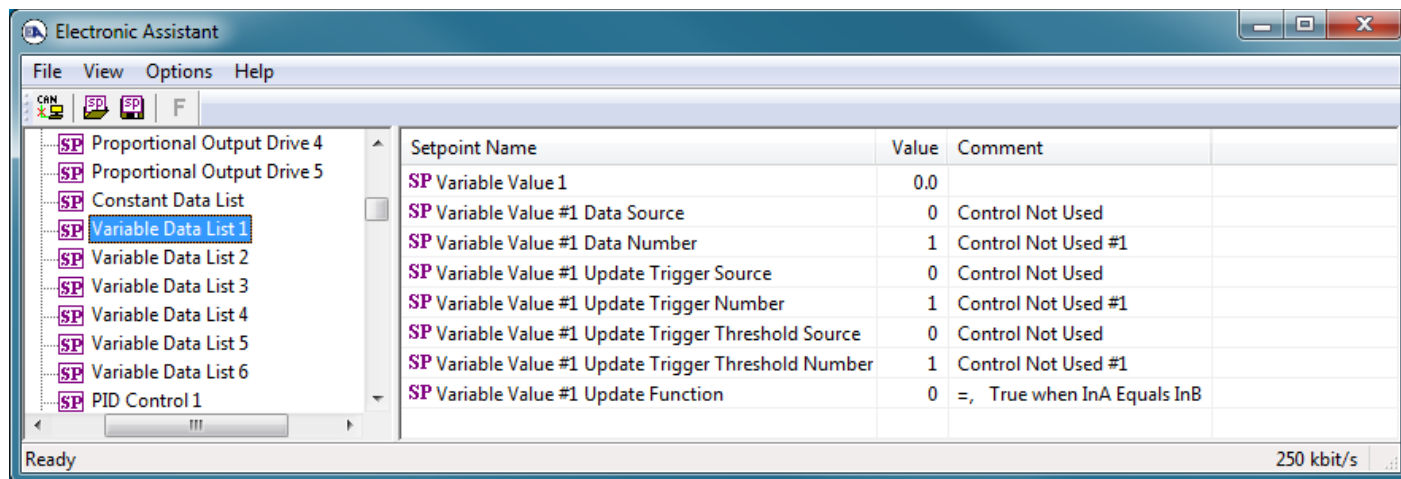 Electronic Assistant
File View Options Help
CAN SP SP F
SP Proportional Output Drive 4
SP Proportional Output Drive 5
SP Constant Data List
SP Variable Data List 1
SP Variable Data List 2
SP Variable Data List 3
SP Variable Data List 4
SP Variable Data List 5
SP Variable Data List 6
SP PID Control 1
Setpoint Name Value Comment
SP Variable Value 1 0.0
SP Variable Value #1 Data Source 0 Control Not Used
SP Variable Value #1 Data Number 1 Control Not Used #1
SP Variable Value #1 Update Trigger Source 0 Control Not Used
SP Variable Value #1 Update Trigger Number 1 Control Not Used #1
SP Variable Value #1 Update Trigger Threshold Source 0 Control Not Used
SP Variable Value #1 Update Trigger Threshold Number 1 Control Not Used #1
SP Variable Value #1 Update Function 0 =, True when InA Equals InB
Ready 250 kbit/s